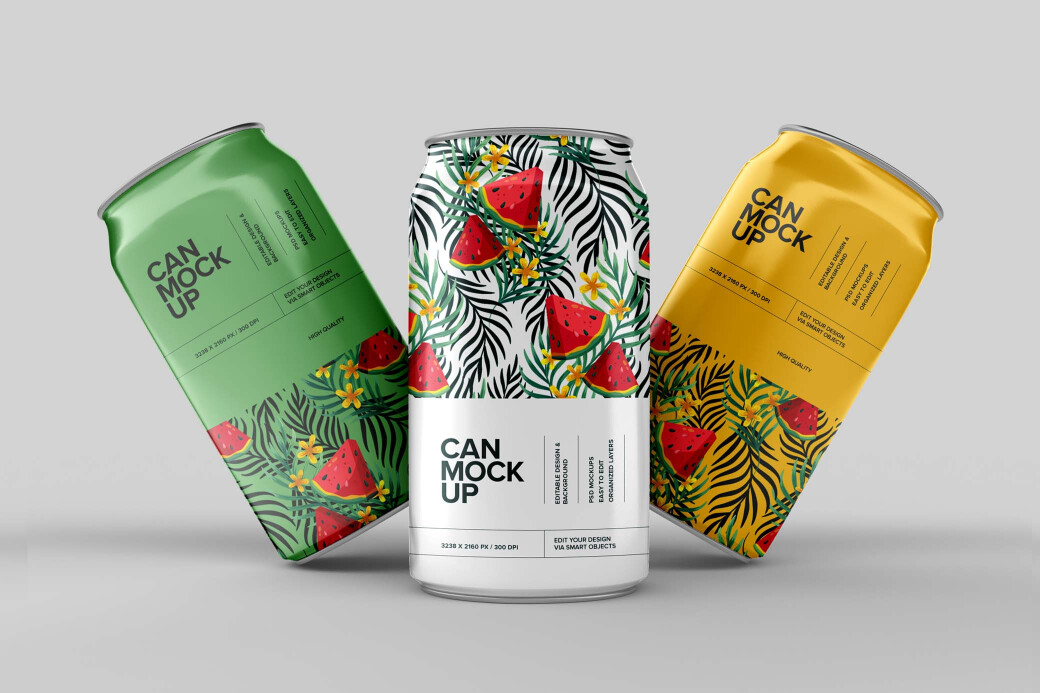 CAN
MOCK
UP
EDITABLE DESIGN &
BACKGROUND
PSD MOCKUPS
EASY TO EDIT
ORGANIZED LAYERS
3238 X 2160 PX / 300 DPI
EDIT YOUR DESIGN
VIA SMART OBJECTS
HIGH QUALITY
CAN
MOCK
UP
EDITABLE DESIGN &
BACKGROUND
PSD MOCKUPS
EASY TO EDIT
ORGANIZED LAYERS
3238 X 2160 PX / 300 DPI
EDIT YOUR DESIGN
VIA SMART OBJECTS
CAN
MOCK
UP
EDITABLE DESIGN &
BACKGROUND
PSD MOCKUPS
EASY TO EDIT
ORGANIZED LAYERS
3238 X 2160 PX / 300 DPI
EDIT YOUR DESIGN
VIA SMART OBJECTS
HIGH QUALITY